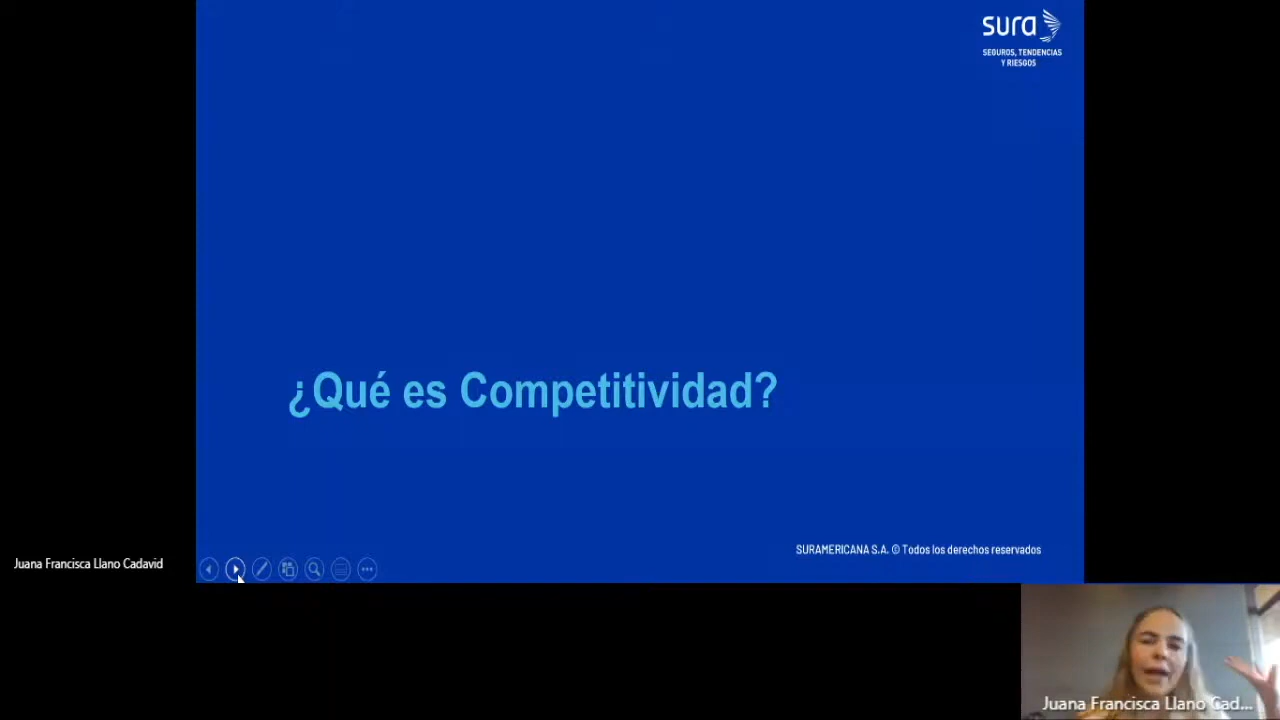 sura
SEGUROS, TENDENCIAS
Y RIESGOS
¿Qué es Competitividad?
SURAMERICANA S.A. © Todos los derechos reservados
Juana Francisca Llano Cadavid
Juana Francisca Llano Cad...